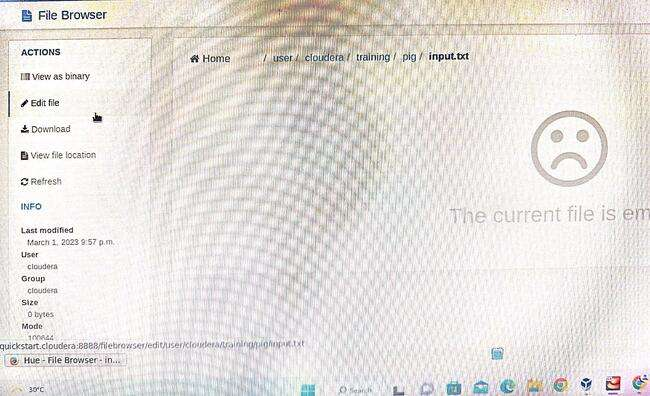 File Browser
ACTIONS
Home / user / cloudera / training / pig / input.txt
View as binary
Edit file
Download
View file location
Refresh
INFO
The current file is em
Last modified
March 1, 2023 9:57 p.m.
User
cloudera
Group
cloudera
Size
0 bytes
Mode
100644
quickstart.cloudera:8888/filebrowser/edit/user/cloudera/training/pig/input.txt
Hue - File Browser - in...
30°C
Search